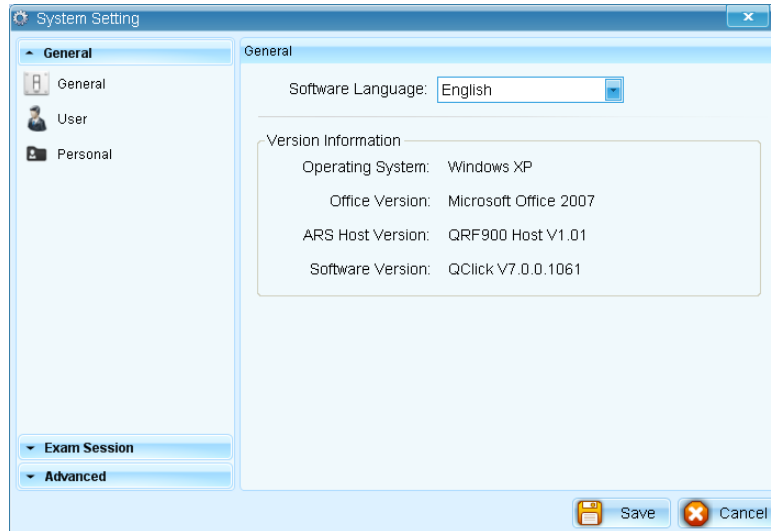 System Setting
General
General
User
Personal
Exam Session
Advanced
General
Software Language: English
Version Information
Operating System: Windows XP
Office Version: Microsoft Office 2007
ARS Host Version: QRF900 Host V1.01
Software Version: QClick V7.0.0.1061
Save
Cancel